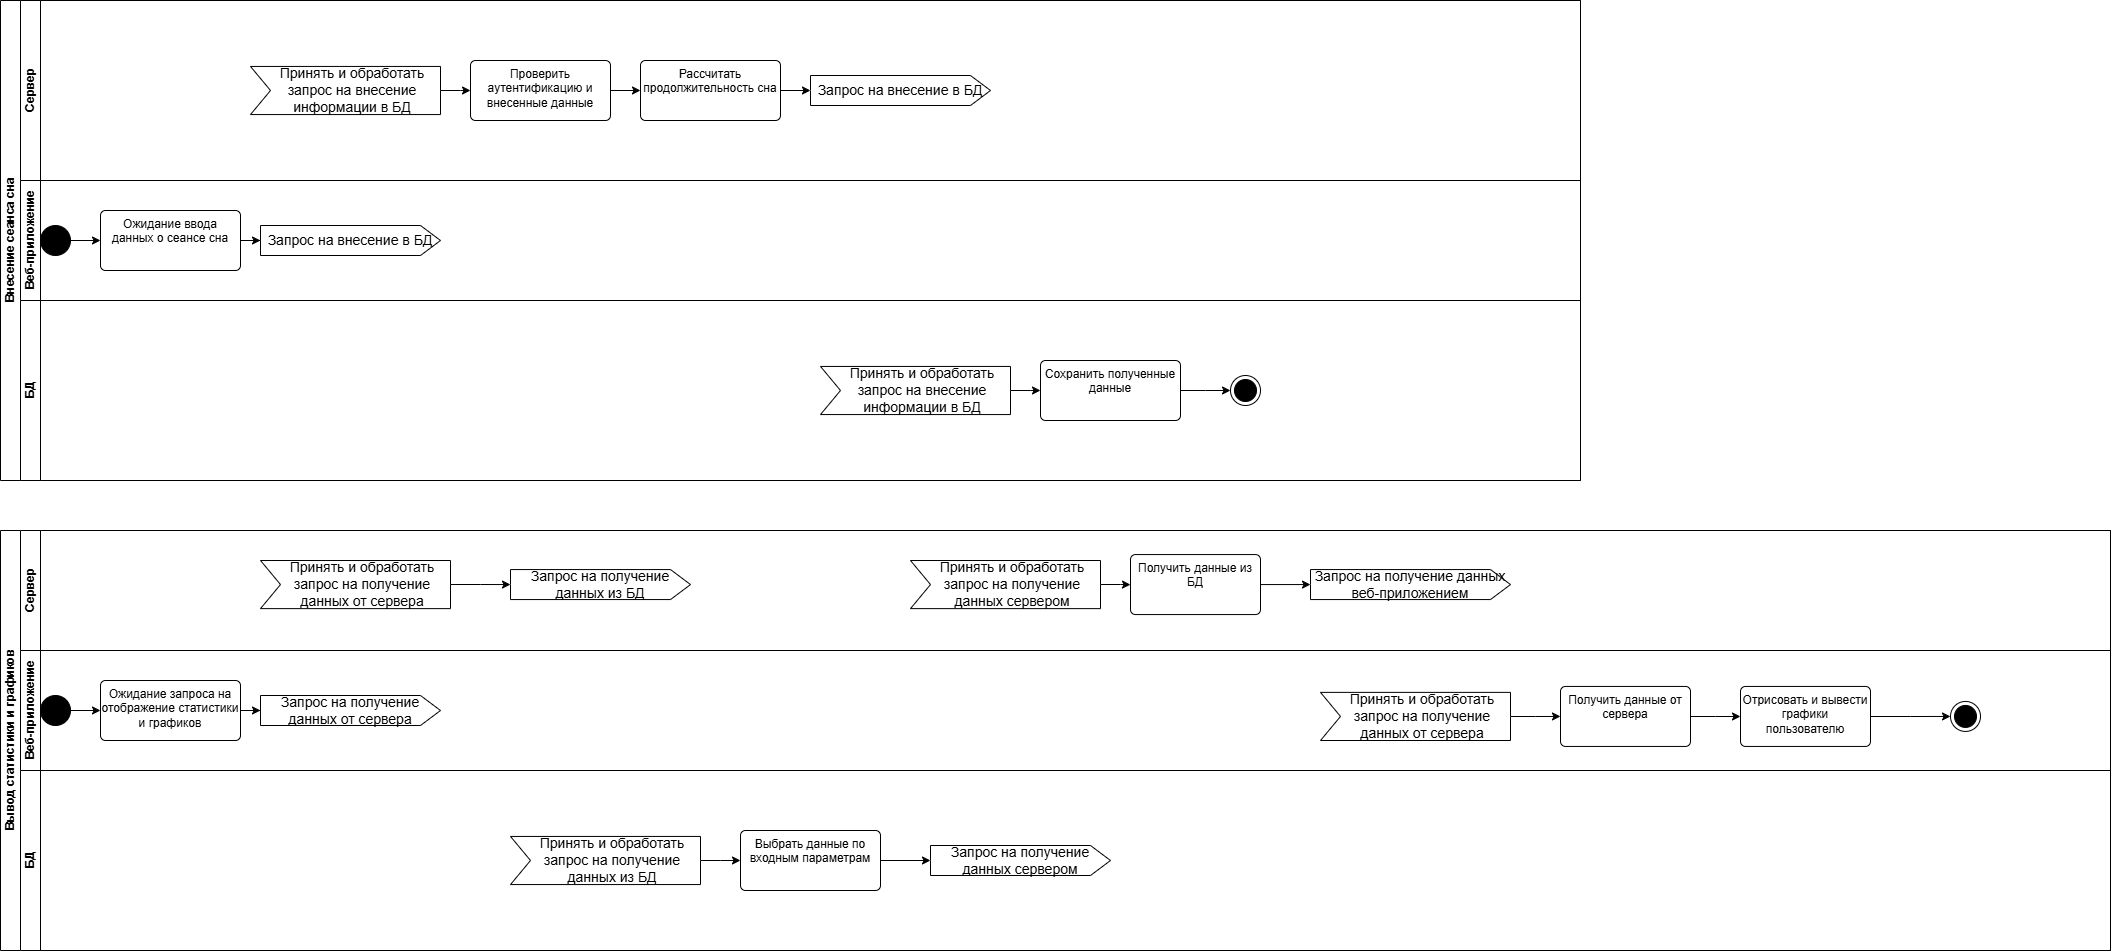 Внесение сеанса сна
Сервер
Принять и обработать
запрос на внесение
информации в БД
Проверить
аутентификацию и
внесенные данные
Рассчитать
продолжительность сна
Запрос на внесение в БД
Веб-приложение
Ожидание ввода
данных о сеансе сна
Запрос на внесение в БД
БД
Принять и обработать
запрос на внесение
информации в БД
Сохранить полученные
данные
Вывод статистики и графиков
Сервер
Принять и обработать
запрос на получение
данных от сервера
Запрос на получение
данных из БД
Принять и обработать
запрос на получение
данных сервером
Получить данные из
БД
Запрос на получение данных
веб-приложением
Веб-приложение
Ожидание запроса на
отображение статистики
и графиков
Запрос на получение
данных от сервера
Принять и обработать
запрос на получение
данных от сервера
Получить данные от
сервера
Отрисовать и вывести
графики
пользователю
БД
Принять и обработать
запрос на получение
данных из БД
Выбрать данные по
входным параметрам
Запрос на получение
данных сервером